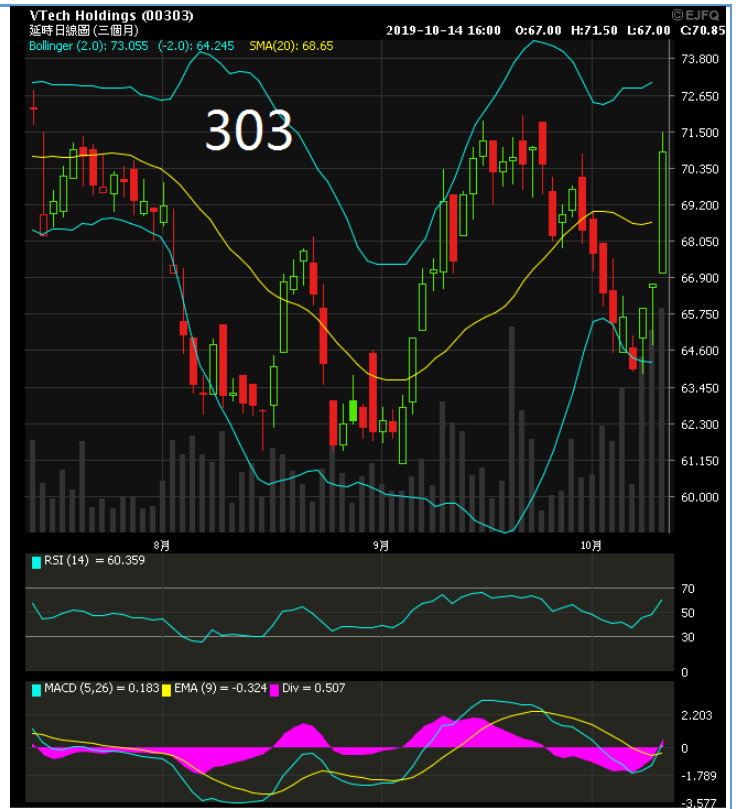 VTech Holdings (00303)
©EJFQ
延時日線圖 (三個月)
2019-10-14 16:00 O:67.00 H:71.50 L:67.00 C:70.85
Bollinger (2.0): 73.055 (-2.0): 64.245 SMA(20): 68.65
303
73.800
72.650
71.500
70.350
69.200
68.050
66.900
65.750
64.600
63.450
62.300
61.150
60.000
8月
9月
10月
RSI (14) = 60.359
70
50
30
0
MACD (5,26) = 0.183 EMA (9) = -0.324 Div = 0.507
2.203
0
-1.789
-3.577